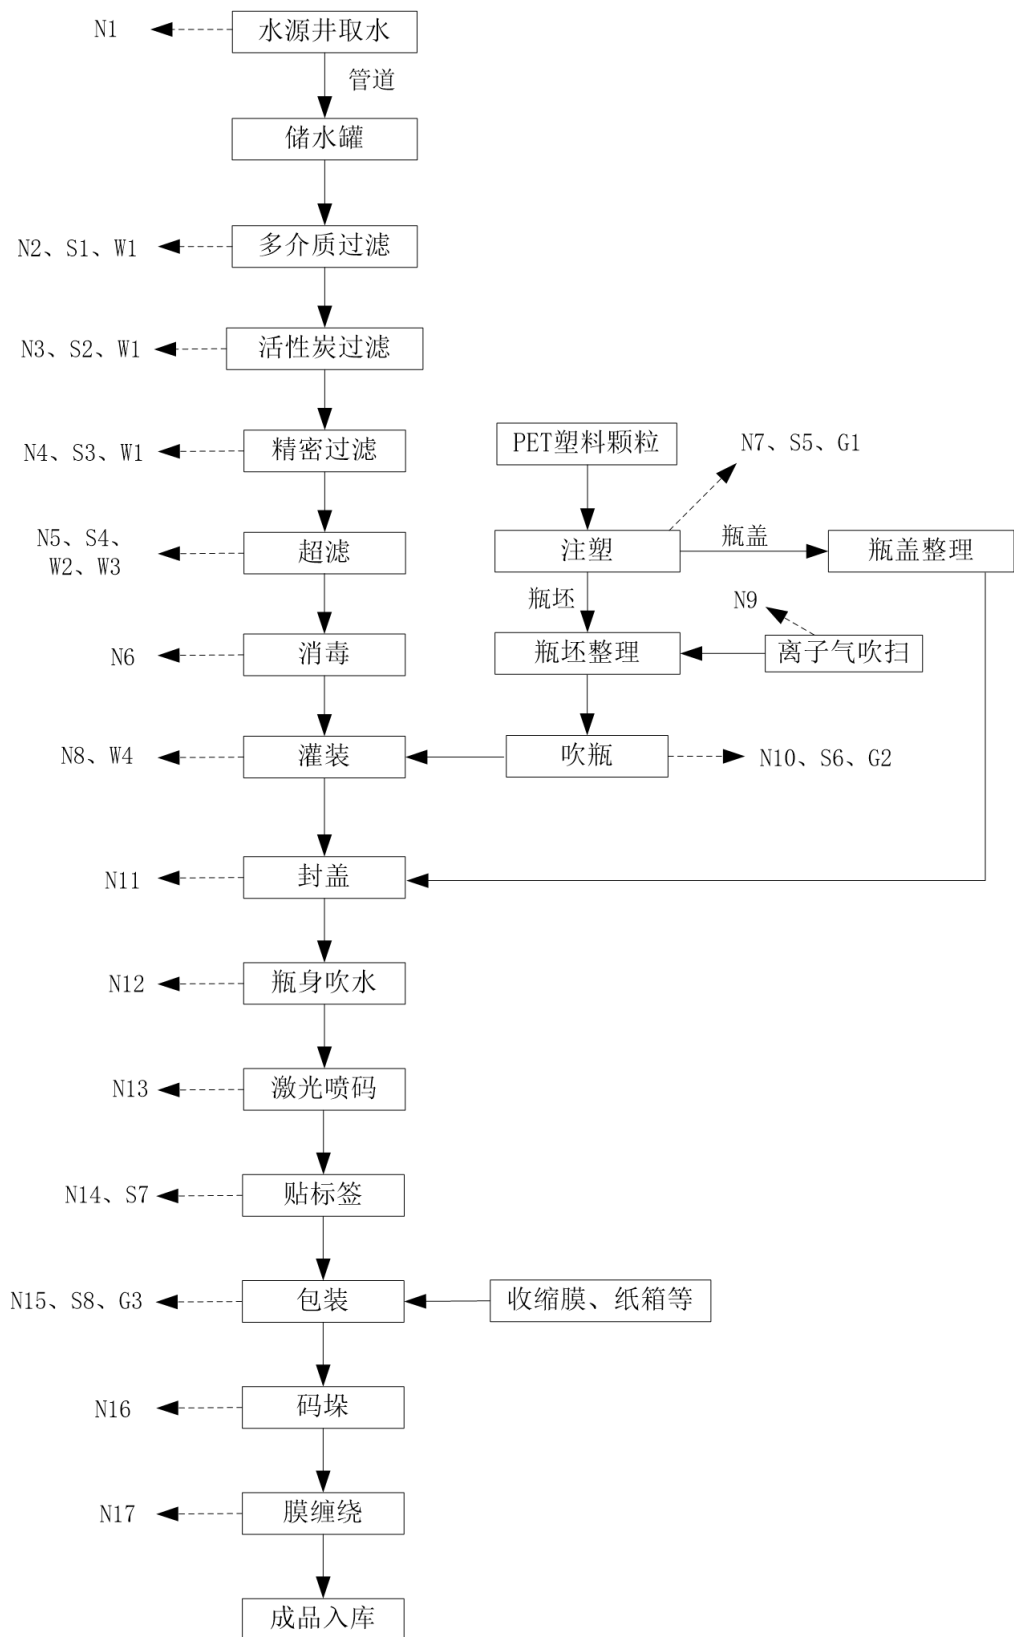 N1
水源井取水
管道
储水罐
N2、S1、W1
多介质过滤
N3、S2、W1
活性炭过滤
N4、S3、W1
精密过滤
PET塑料颗粒
N7、S5、G1
N5、S4、
W2、W3
超滤
注塑
瓶盖
瓶盖整理
瓶坯
N9
N6
消毒
瓶坯整理
离子气吹扫
N8、W4
灌装
吹瓶
N10、S6、G2
N11
封盖
N12
瓶身吹水
N13
激光喷码
N14、S7
贴标签
N15、S8、G3
包装
收缩膜、纸箱等
N16
码垛
N17
膜缠绕
成品入库